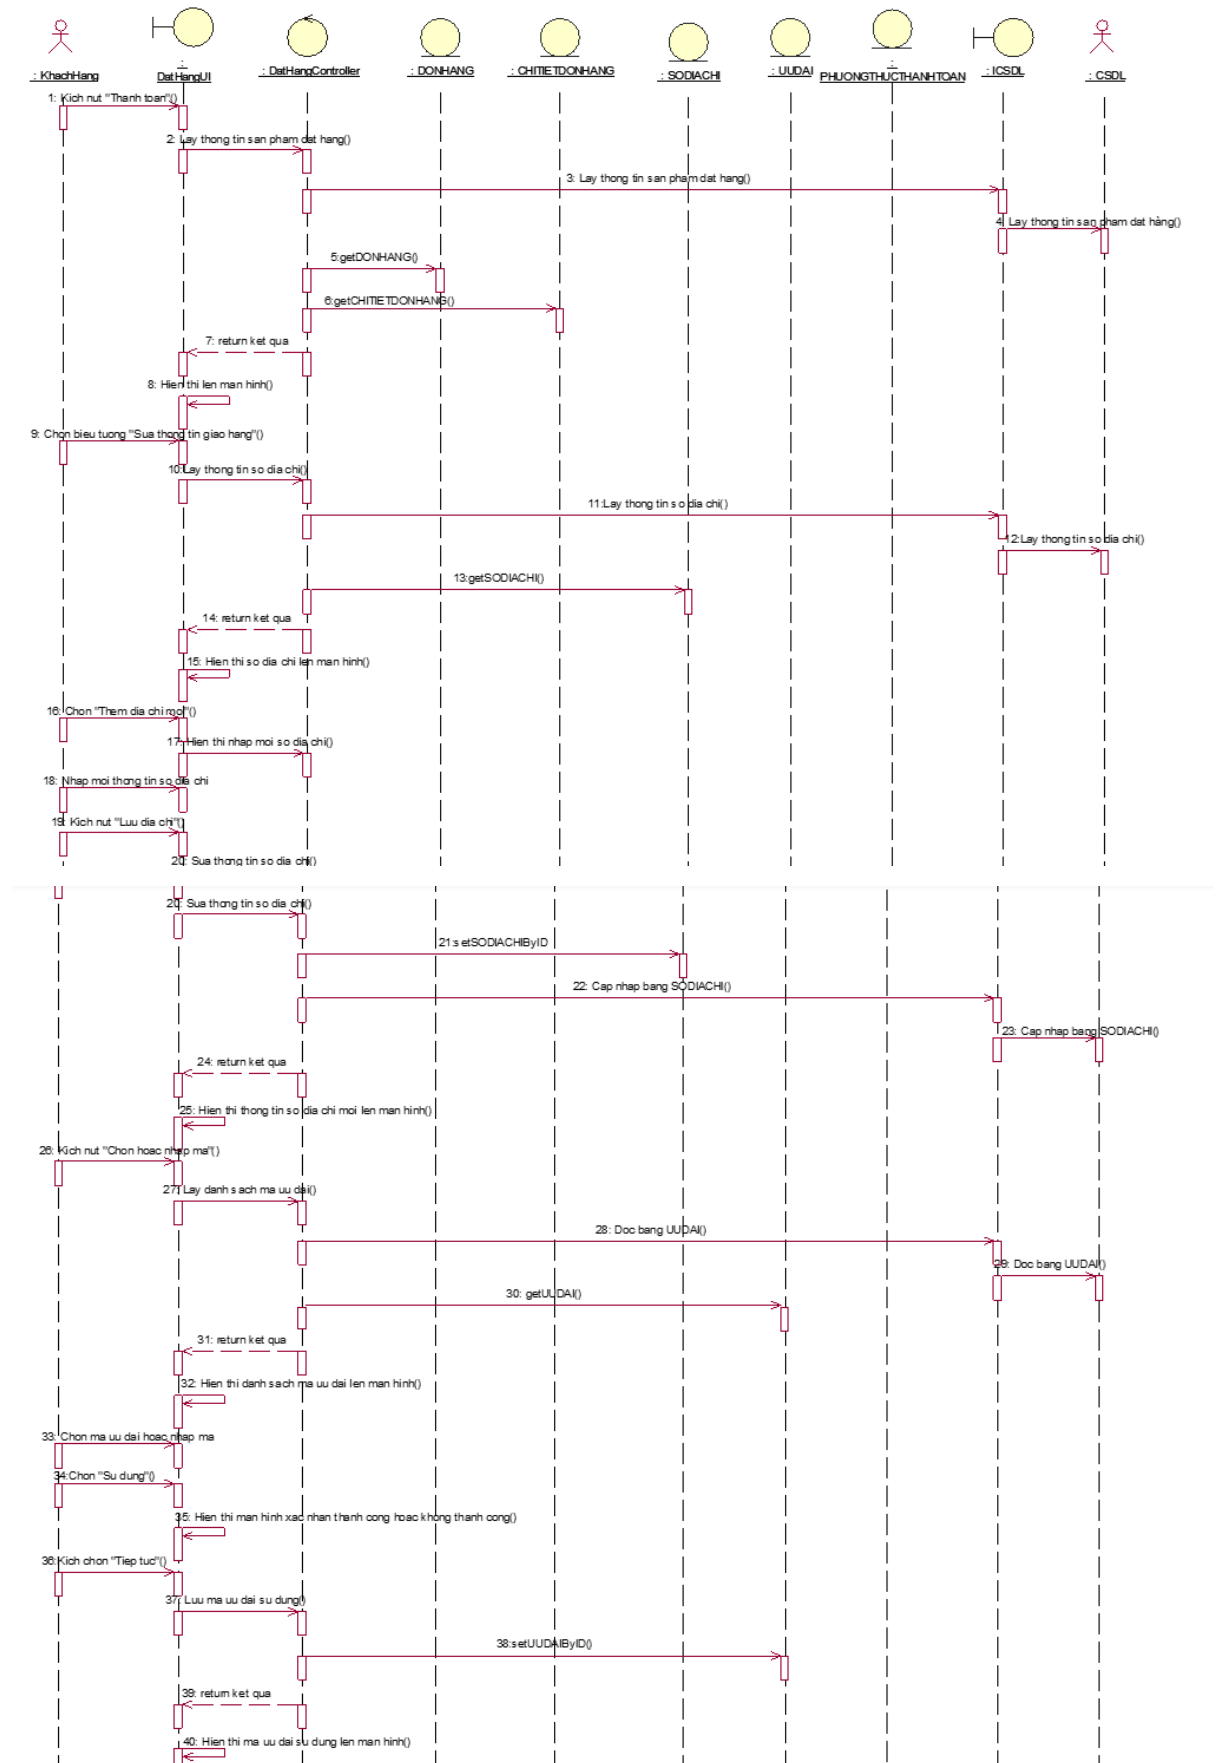 : KhachHang
:
DatHangUI
: DatHangController
: DONHANG
: CHITIETDONHANG
: SODIACHI
: UUDAI
:
PHUONGTHUCTHANHTOAN
: ICSDL
: CSDL
1: Kich nut "Thanh toan"()
2: Lay thong tin san pham dat hang()
3: Lay thong tin san pham dat hang()
4: Lay thong tin san pham dat hàng()
5:getDONHANG()
6:getCHITIETDONHANG()
7: return ket qua
8: Hien thi len man hinh()
9: Chon bieu tuong "Sua thong tin giao hang"()
10:Lay thong tin so dia chi()
11:Lay thong tin so dia chi()
12:Lay thong tin so dia chi()
13:getSODIACHI()
14: return ket qua
15: Hien thi so dia chi len man hinh()
16: Chon "Them dia chi moi"()
17: Hien thi nhap moi so dia chi()
18: Nhap moi thong tin so dia chi
19: Kich nut "Luu dia chi"()
20: Sua thong tin so dia chi()
20: Sua thong tin so dia chi()
21:setSODIACHIByID
22: Cap nhap bang SODIACHI()
23: Cap nhap bang SODIACHI()
24: return ket qua
25: Hien thi thong tin so dia chi moi len man hinh()
26: Kich nut "Chon hoac nhap ma"()
27: Lay danh sach ma uu dai()
28: Doc bang UUDAI()
29: Doc bang UUDAI()
30: getUUDAI()
31: return ket qua
32: Hien thi danh sach ma uu dai len man hinh()
33: Chon ma uu dai hoac nhap ma
34:Chon "Su dung"()
35: Hien thi man hinh xac nhan thanh cong hoac khong thanh cong()
36:Kich chon "Tiep tuc"()
37: Luu ma uu dai su dung()
38:setUUDAIByID()
39: return ket qua
40: Hien thi ma uu dai su dung len man hinh()